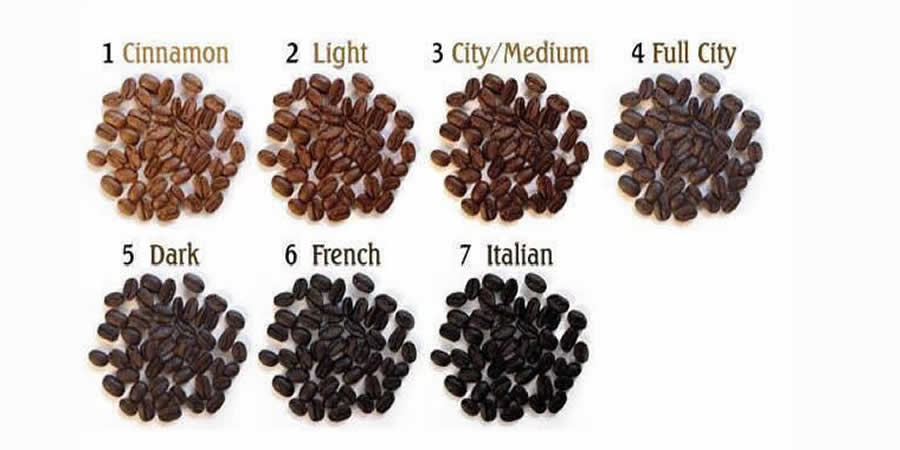 1 Cinnamon
2 Light
3 City/Medium
4 Full City
5 Dark
6 French
7 Italian